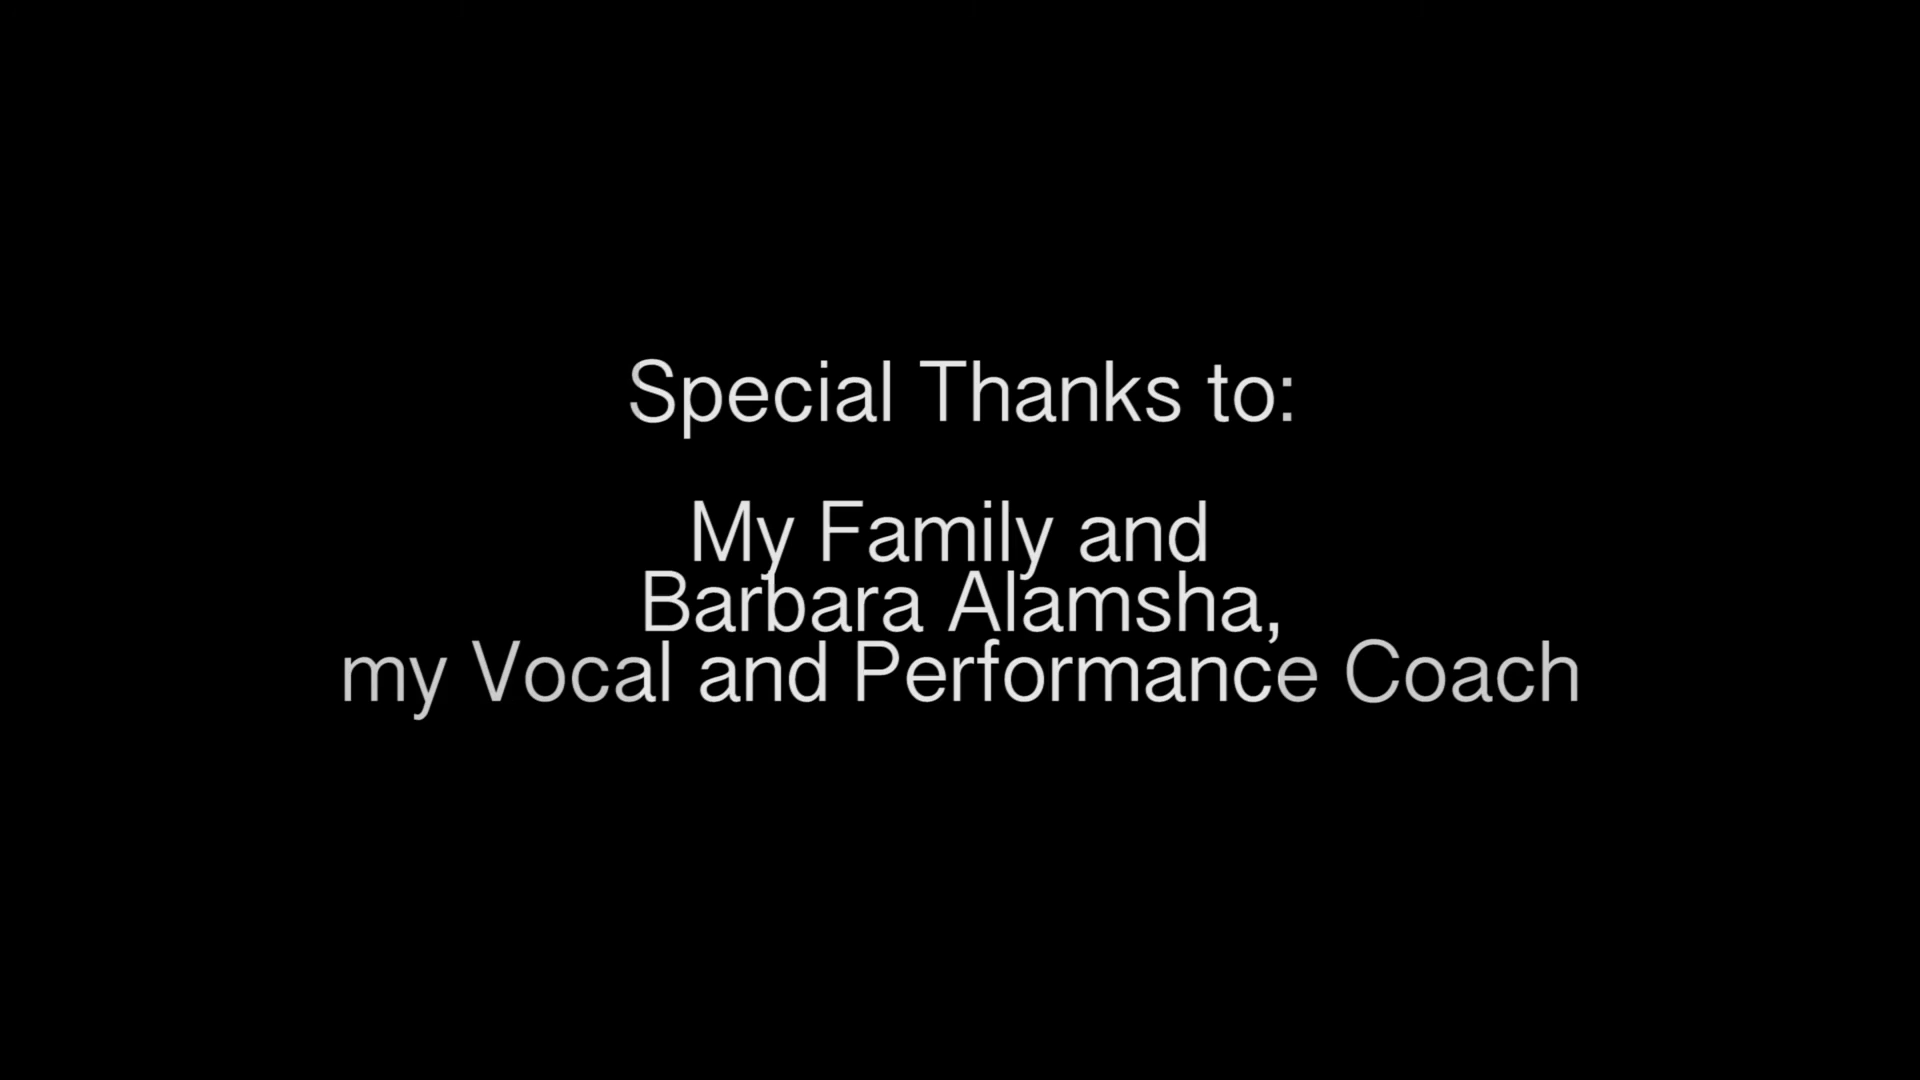 Special Thanks to:
My Family and
Barbara Alamsha,
my Vocal and Performance Coach